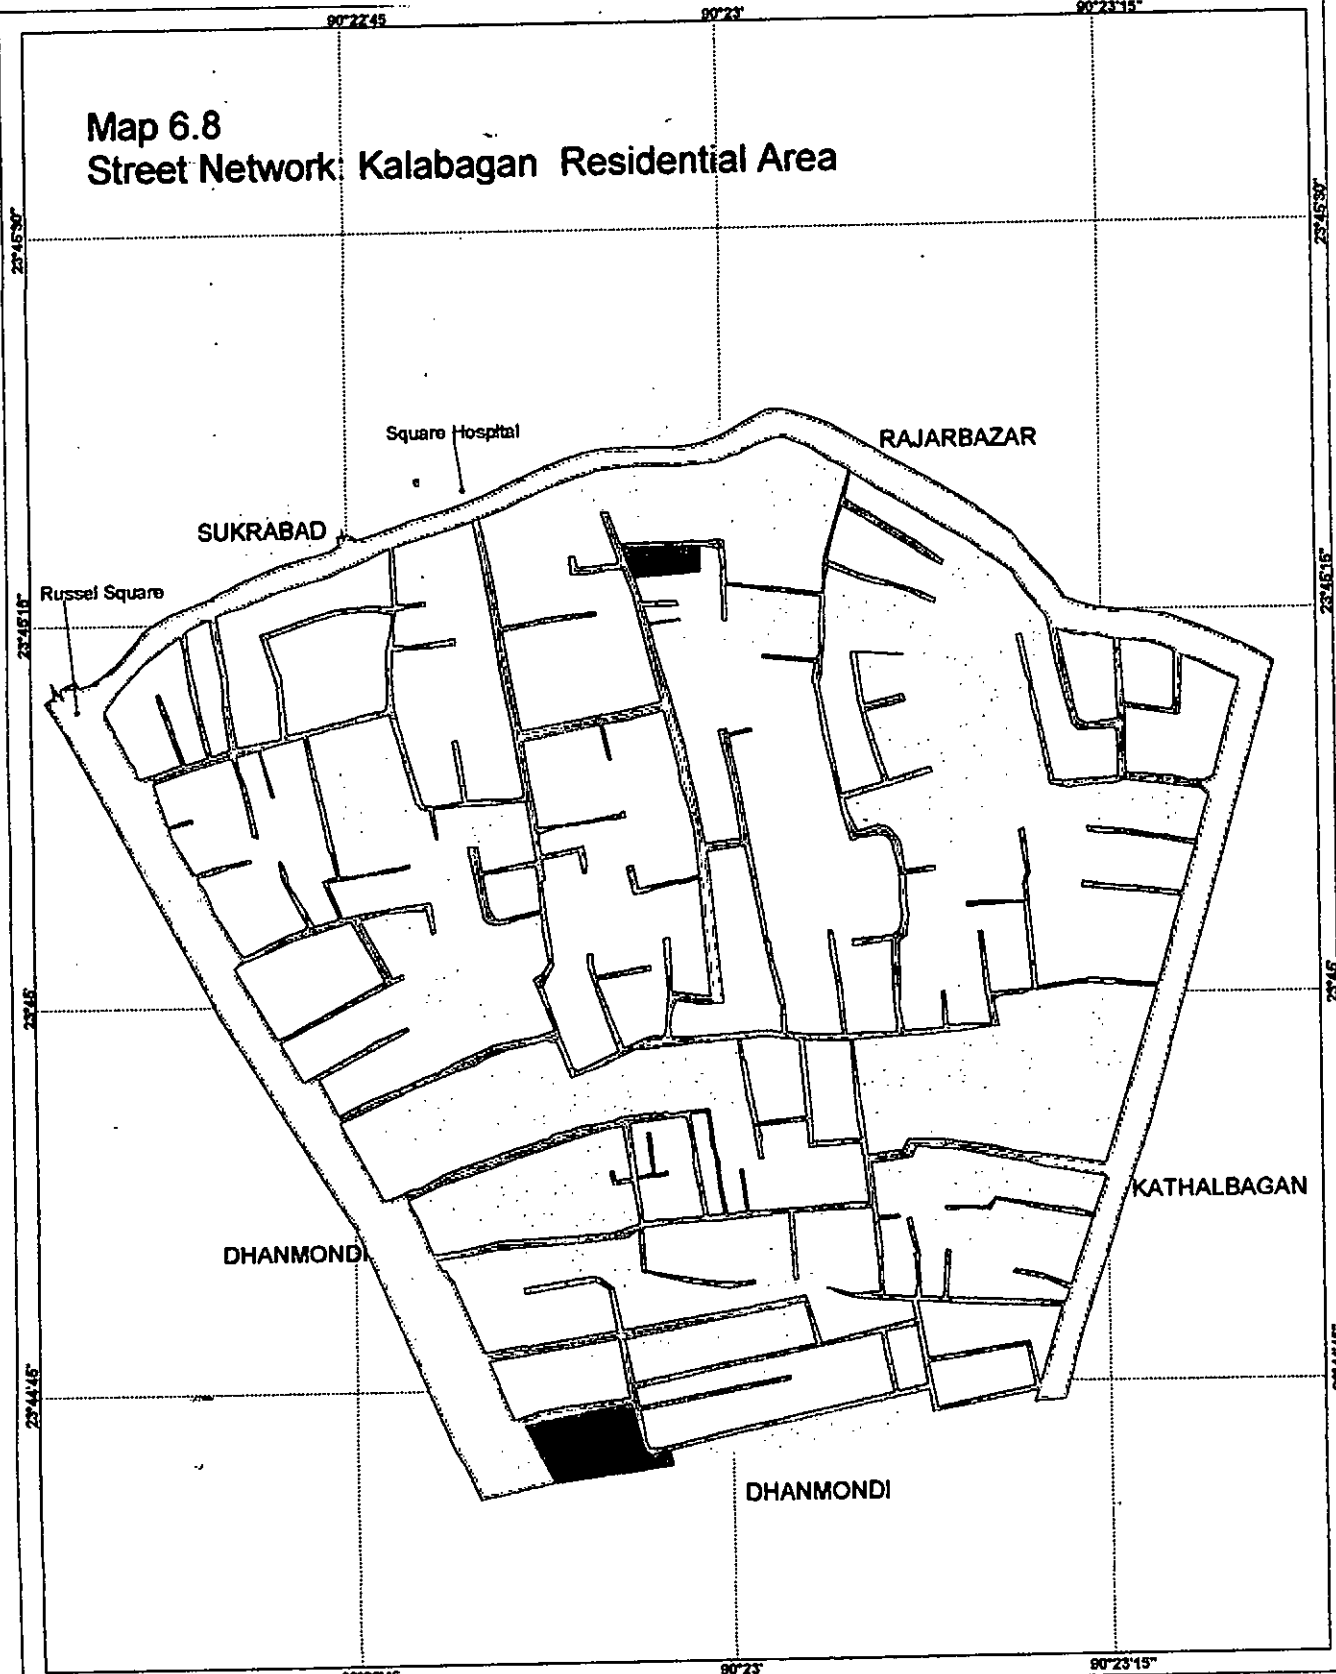 90°22'45
90°23'
90°23'15"
Map 6.8
Street Network: Kalabagan Residential Area
23°45'30"
23°45'30"
Square Hospital
RAJARBAZAR
SUKRABAD
Russel Square
23°45'15"
23°45'15"
23°45'
23°45'
KATHALBAGAN
DHANMONDI
23°44'45"
DHANMONDI
90°23'
90°23'15"